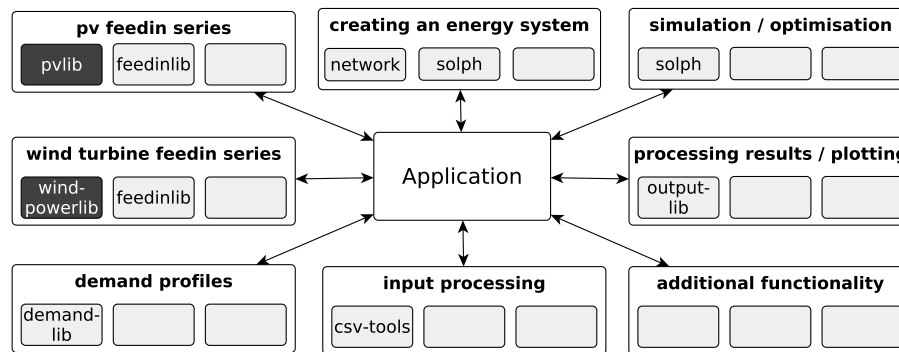 pv feedin series
pvlib feedinlib
creating an energy system
network solph
simulation / optimisation
solph
wind turbine feedin series
wind-
powerlib feedinlib
Application
processing results / plotting
output-
lib
demand profiles
demand-
lib
input processing
csv-tools
additional functionality